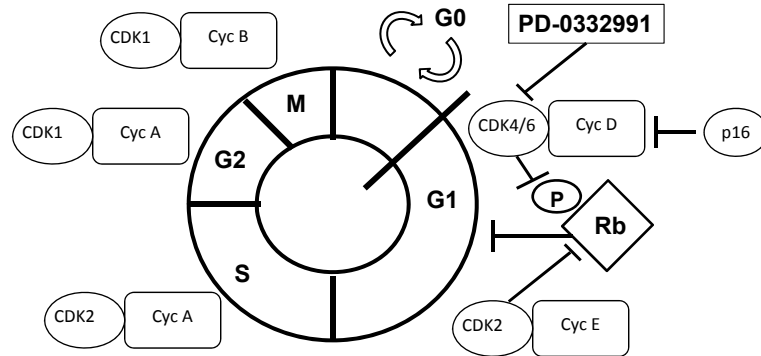 G0
PD-0332991
CDK1
Cyc B
M
CDK4/6
Cyc D
p16
CDK1
Cyc A
G2
G1
P
Rb
S
CDK2
Cyc A
CDK2
Cyc E